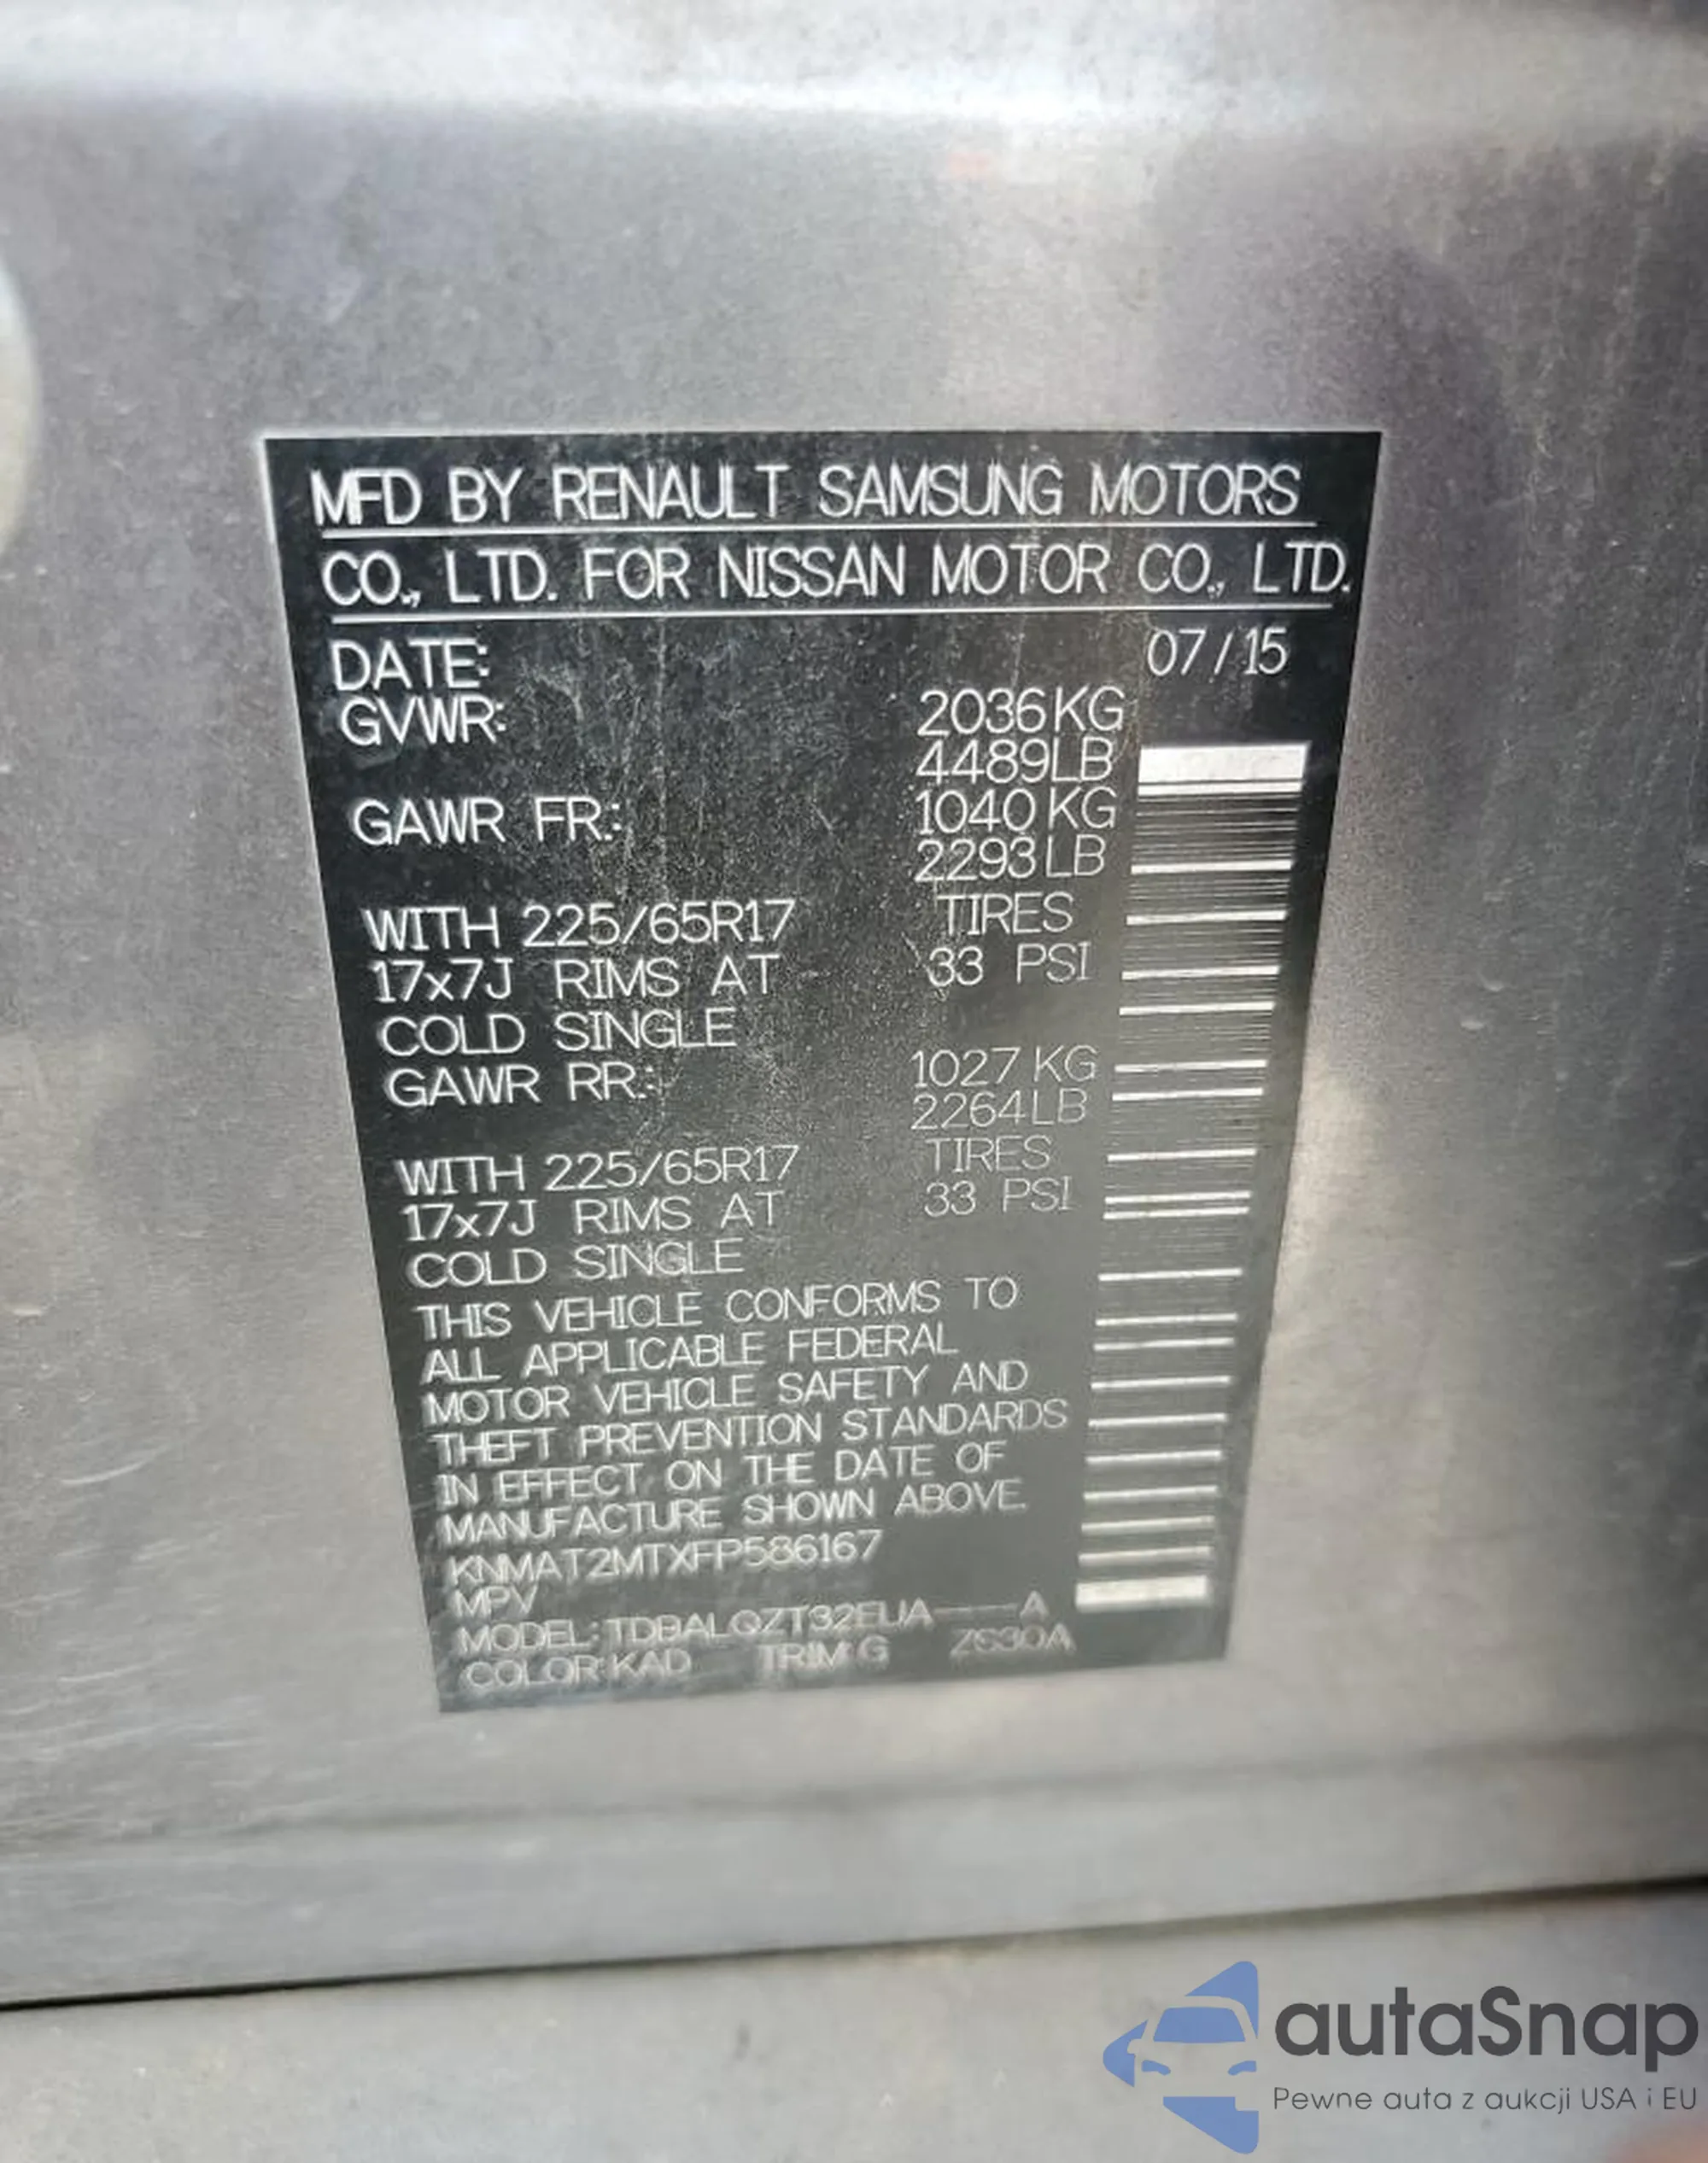 MFD BY RENAULT SAMSUNG MOTORS
CO., LTD. FOR NISSAN MOTOR CO., LTD.
DATE: 07/15
GVWR: 2036KG
4489LB
GAWR FR.: 1040KG
2293LB
WITH 225/65R17 TIRES
17x7J RIMS AT 33 PSI
COLD SINGLE
GAWR RR.: 1027KG
2264LB
WITH 225/65R17 TIRES
17x7J RIMS AT 33 PSI
COLD SINGLE
THIS VEHICLE CONFORMS TO
ALL APPLICABLE FEDERAL
MOTOR VEHICLE SAFETY AND
THEFT PREVENTION STANDARDS
IN EFFECT ON THE DATE OF
MANUFACTURE SHOWN ABOVE.
KNMAT2MTXFP586167
MPV
MODEL:
COLOR:KAD TRIM:G
autaSnap
Pewne auta z aukcji USA i EU